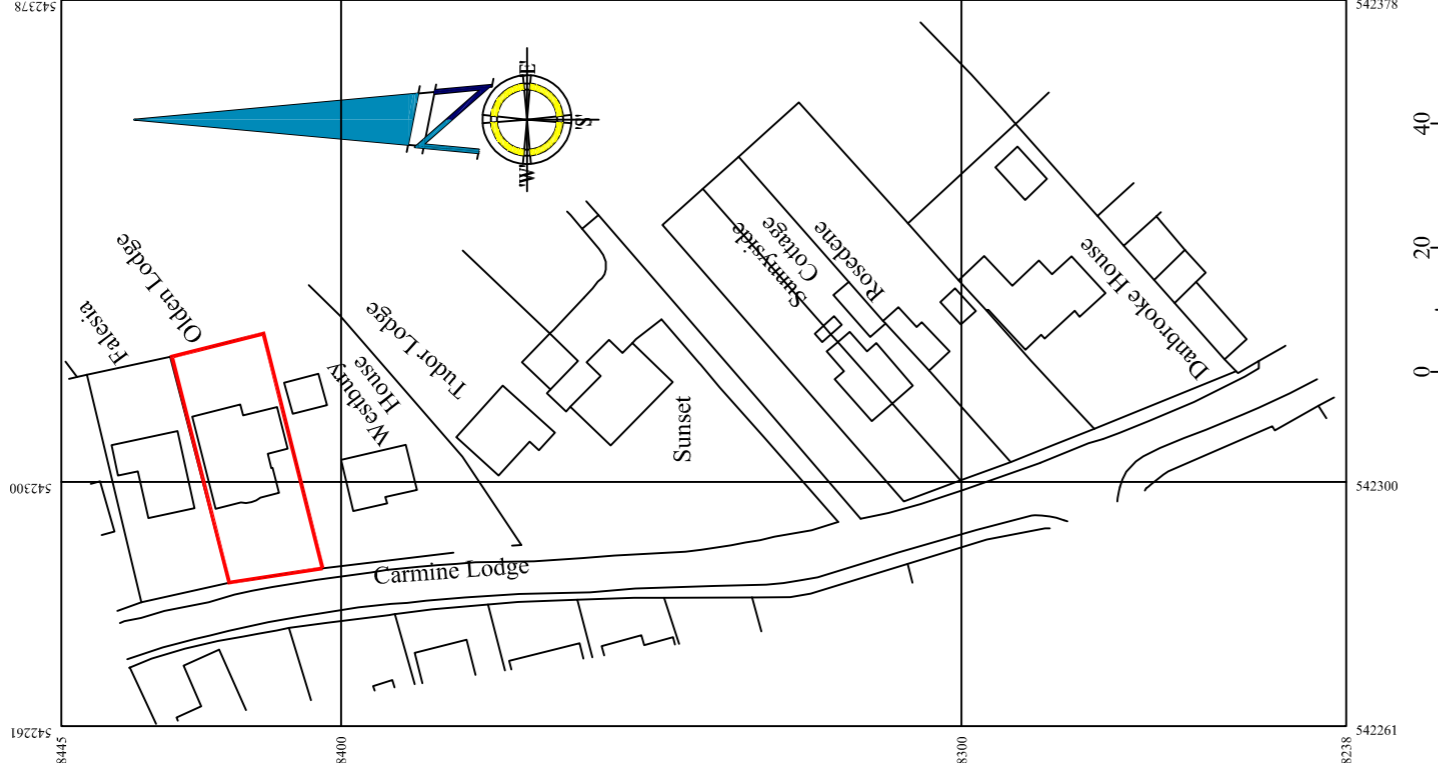 542378
542378
E'
S'
W'
40
20
0
Falesia
Olden Lodge
Westbury
House
Tudor Lodge
Sunset
Sunnyside
Cottage
Rosedene
Danbrooke House
Carmine Lodge
542300
542300
542261
542261
8445
8400
8300
8238